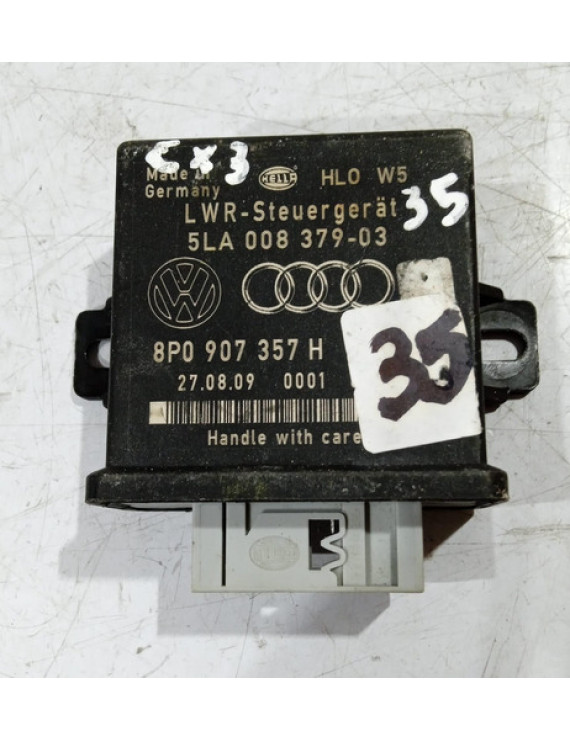 CX3
Made in
Germany
HELLA
HLO W5
LWR-Steuergerät
35
5LA 008 379-03
8P0 907 357 H
35
27.08.09 0001
Handle with care